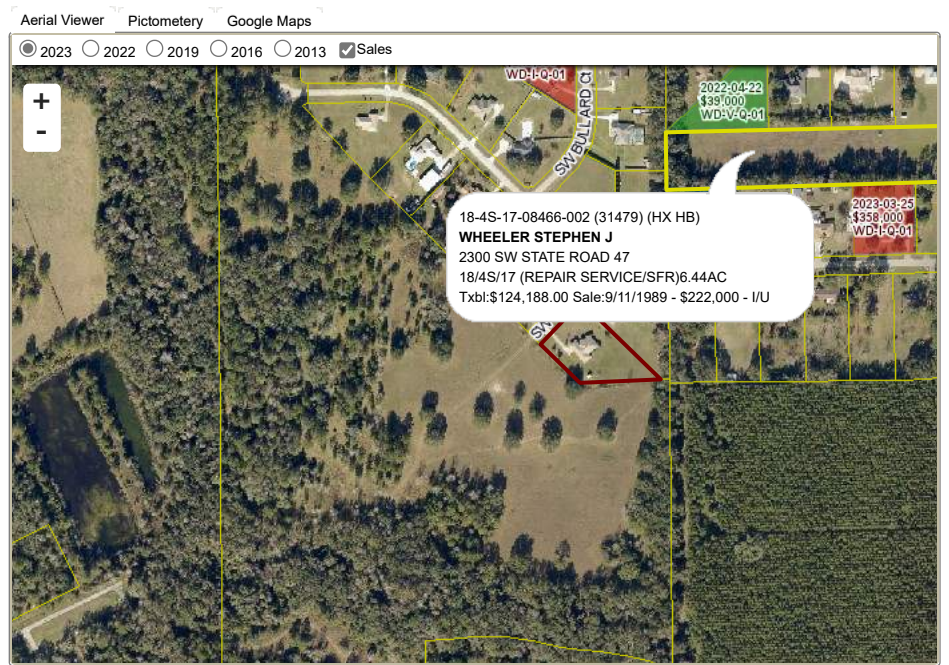 Aerial Viewer Pictometery Google Maps
2023 2022 2019 2016 2013 Sales
+
-
WD-I-Q-01
SW BULLARD Ct
2022-04-22
$39,000
WD-V-Q-01
2023-03-25
$358,000
WD-I-Q-01
18-4S-17-08466-002 (31479) (HX HB)
WHEELER STEPHEN J
2300 SW STATE ROAD 47
18/4S/17 (REPAIR SERVICE/SFR)6.44AC
Txbl:$124,188.00 Sale:9/11/1989 - $222,000 - I/U
SW